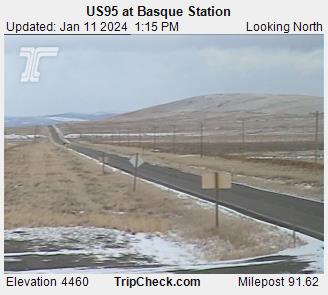 US95 at Basque Station
Updated: Jan 11 2024 1:15 PM Looking North
Elevation 4460 TripCheck.com Milepost 91.62